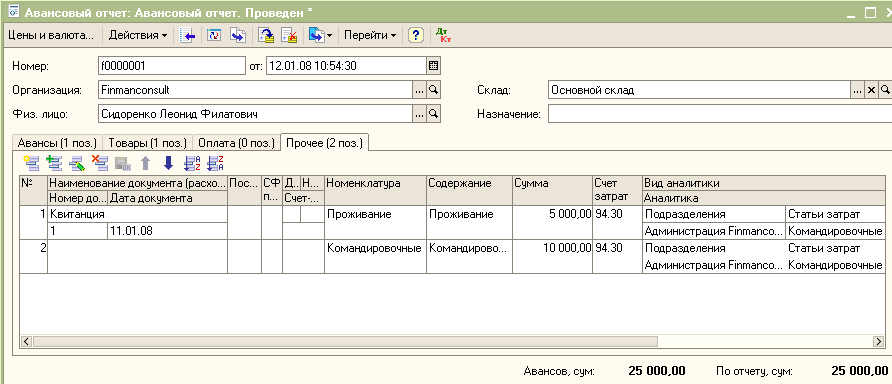 Авансовый отчет: Авансовый отчет. Проведен *
Цены и валюта... Действия Перейти ? Дт Кт
Номер: f0000001 от: 12.01.08 10:54:30
Организация: Finmanconsult ... Склад: Основной склад ...
Физ. лицо: Сидоренко Леонид Филатович ... Назначение:
Авансы (1 поз.) Товары (1 поз.) Оплата (0 поз.) Прочее (2 поз.)
№ Наименование документа (расхо... Пос... СФ п... Д.. Н... Номенклатура Содержание Сумма Счет затрат Вид аналитики
Номер до... Дата документа Счет-... Аналитика
1 Квитанция Проживание Проживание 5 000,00 94.30 Подразделения Статьи затрат
1 11.01.08 Администрация Finmanco... Командировочные
2 Командировочные Командирово... 10 000,00 94.30 Подразделения Статьи затрат
Администрация Finmanco... Командировочные
Авансов, сум: 25 000,00 По отчету, сум: 25 000,00